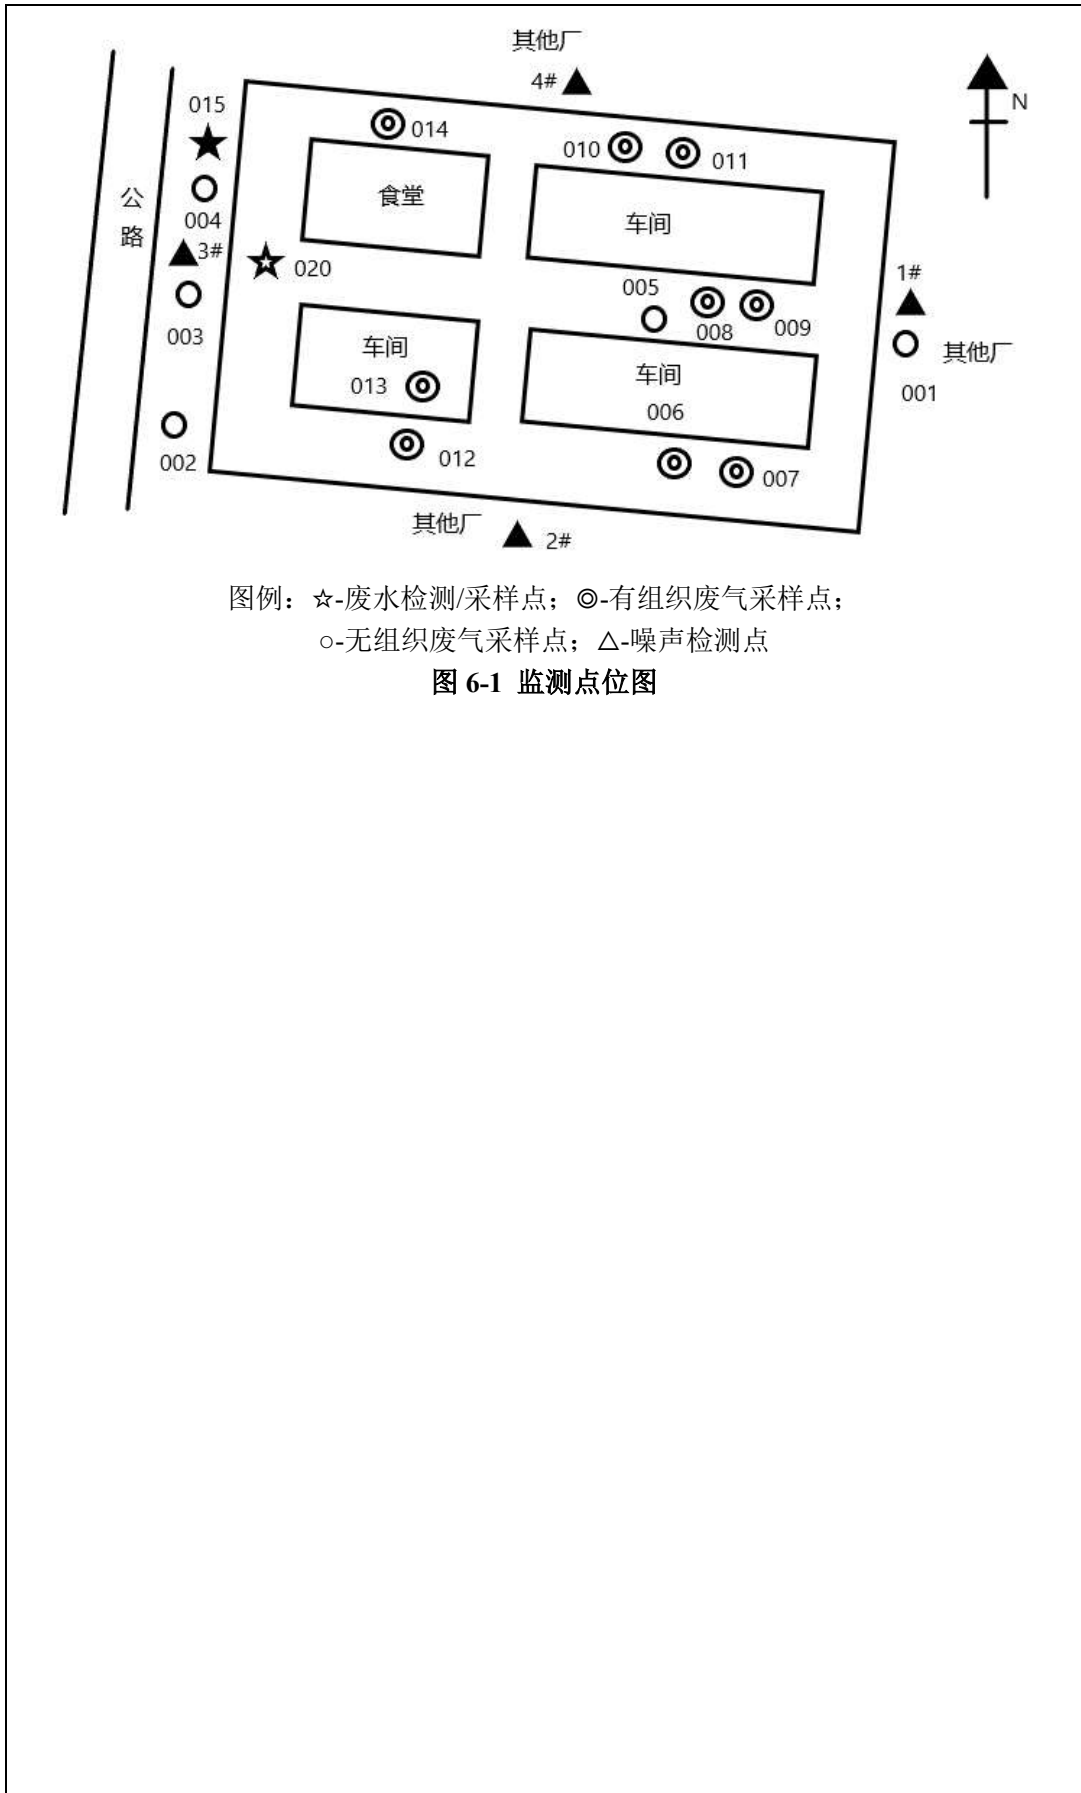 其他厂
4#
N
015
014
010
011
公
路
食堂
车间
004
3#
020
005
1#
003
008
009
车间
其他厂
013
车间
001
006
002
012
007
其他厂
2#
图例：☆-废水检测/采样点；◎-有组织废气采样点；
○-无组织废气采样点；△-噪声检测点
图 6-1 监测点位图